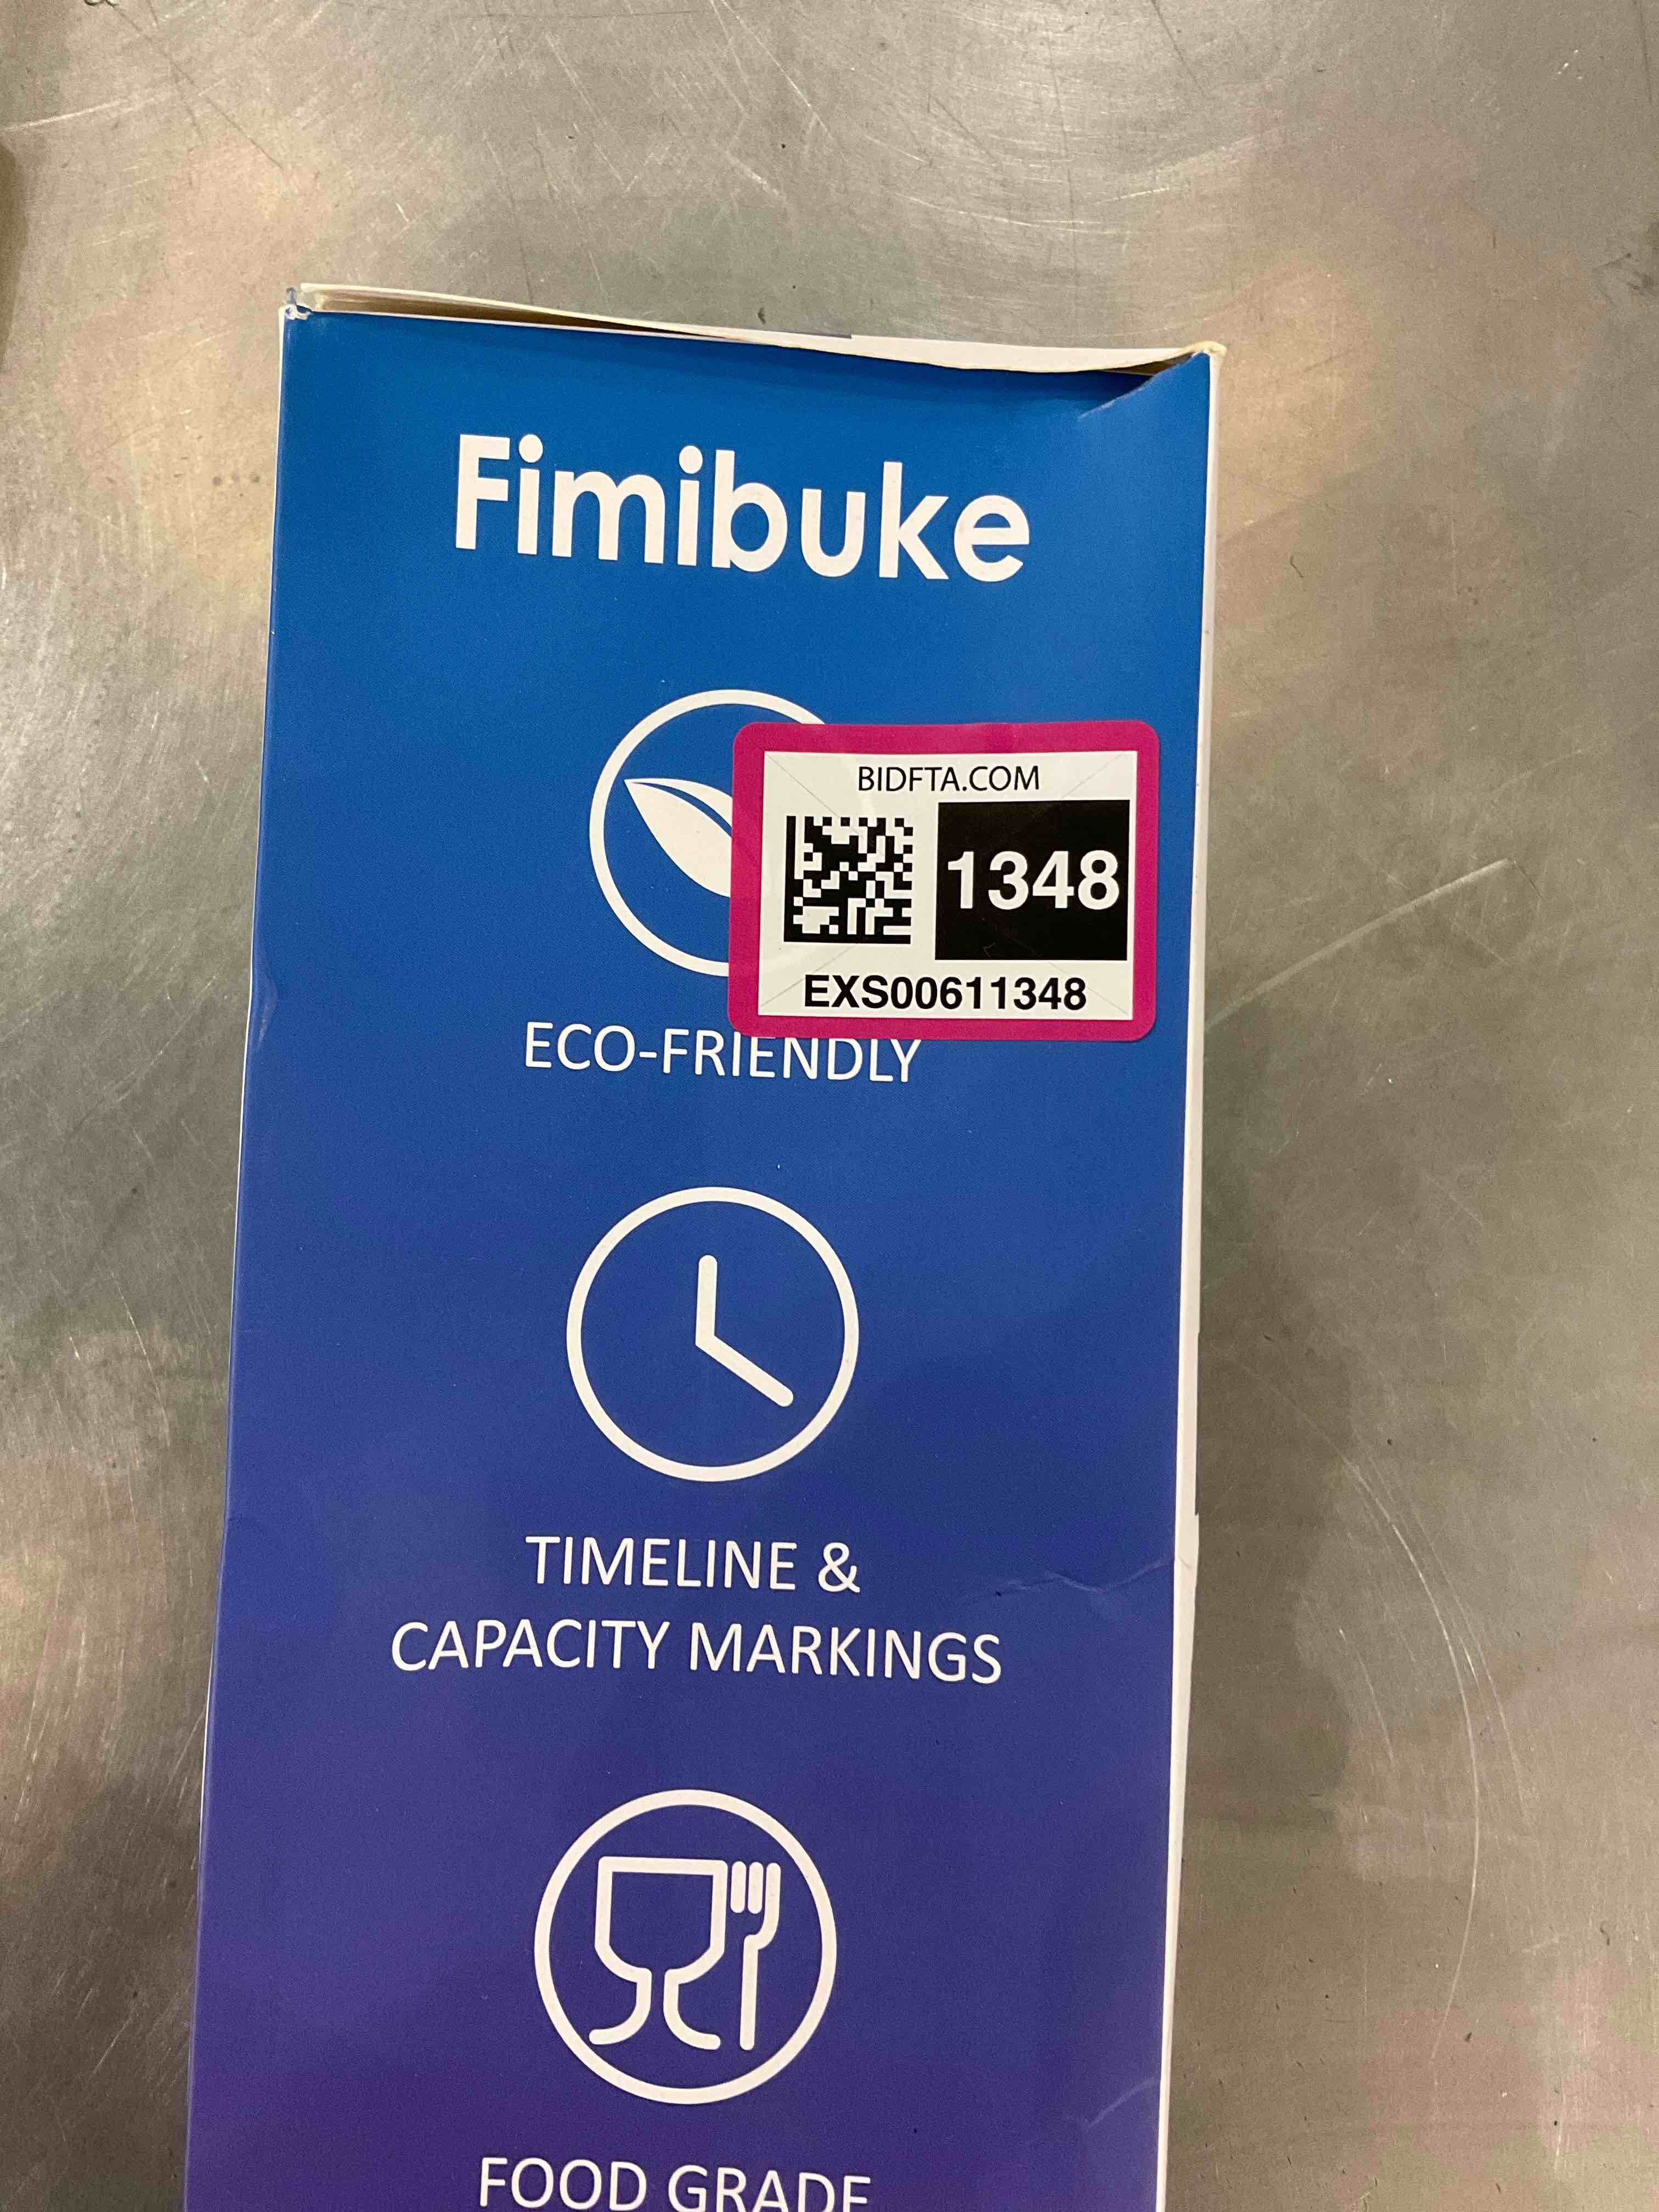 Fimibuke
BIDFTA.COM
1348
EXS00611348
ECO-FRIENDLY
TIMELINE &
CAPACITY MARKINGS
FOOD GRADE